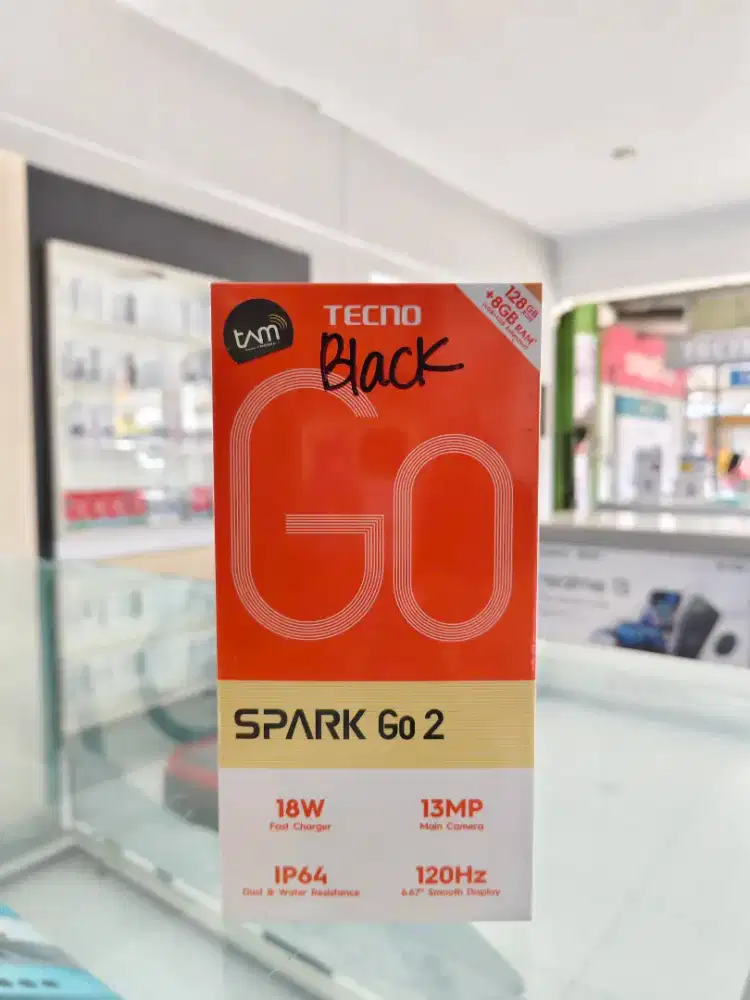 tam
TECNO
128GB
+8GB RAM*
Black
Go
SPARK Go 2
18W
Fast Charger
13MP
Main Camera
IP64
Dust & Water Resistance
120Hz
6.67" Smooth Display
TECNO